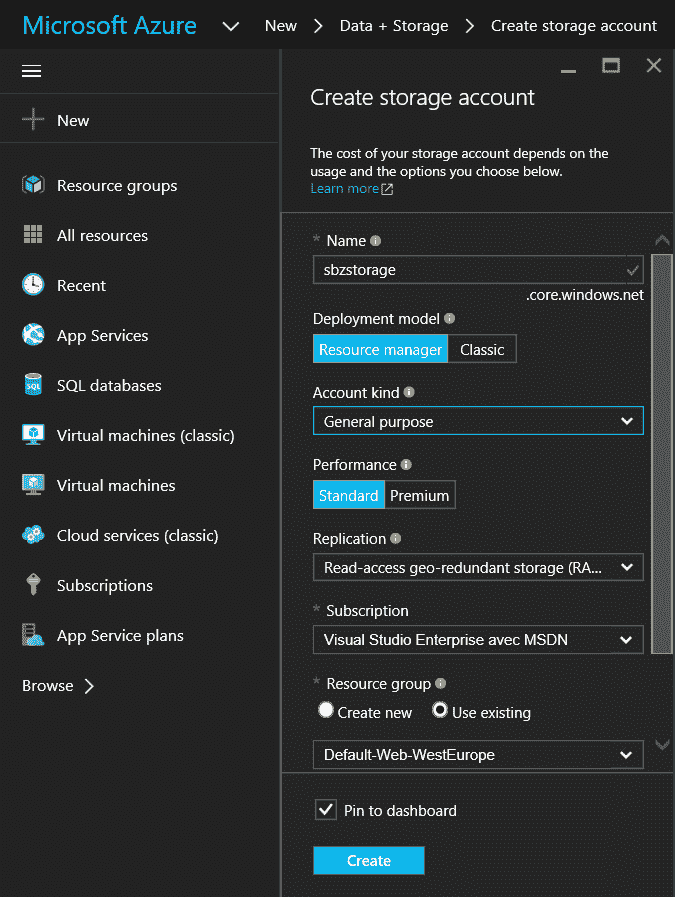 Microsoft Azure New Data + Storage Create storage account
New
Resource groups
All resources
Recent
App Services
SQL databases
SQL
Virtual machines (classic)
Virtual machines
Cloud services (classic)
Subscriptions
App Service plans
Browse
Create storage account
The cost of your storage account depends on the
usage and the options you choose below.
Learn more
* Name
sbzstorage
.core.windows.net
Deployment model
Resource manager Classic
Account kind
General purpose
Performance
Standard Premium
Replication
Read-access geo-redundant storage (RA...
* Subscription
Visual Studio Enterprise avec MSDN
* Resource group
Create new Use existing
Default-Web-WestEurope
Pin to dashboard
Create